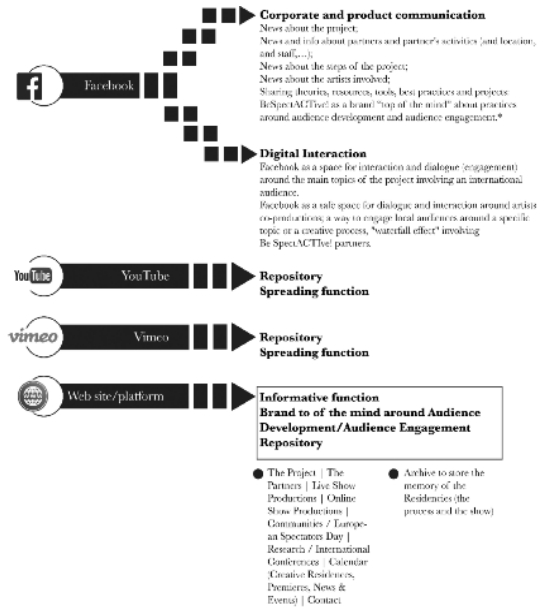 Corporate and product communication
News about the project;
News and info about partners and partner's activities (and location,
and staff,...);
News about the steps of the project;
News about the artists involved;
Sharing theories, resources, tools, best practices and projects:
BeSpectACTive! as a brand "top of the mind" about practices
around audience development and audience engagement.*
f
Facebook
Digital Interaction
Facebook as a space for interaction and dialogue (engagement)
around the main topics of the project involving an international
audience.
Facebook as a safe space for dialogue and interaction around artists
co-productions; a way to engage local audiences around a specific
topic or a creative process, "waterfall effect" involving
Be SpectACTIve! partners.
YouTube
YouTube
Repository
Spreading function
vimeo
Vimeo
Repository
Spreading function
Web site/platform
Informative function
Brand to of the mind around Audience
Development/Audience Engagement
Repository
The Project | The
Partners | Live Show
Productions | Online
Show Productions |
Communities / Europe-
an Spectators Day |
Research / International
Conferences | Calendar
(Creative Residences,
Premieres, News &
Events) | Contact
Archive to store the
memory of the
Residencies (the
process and the show)